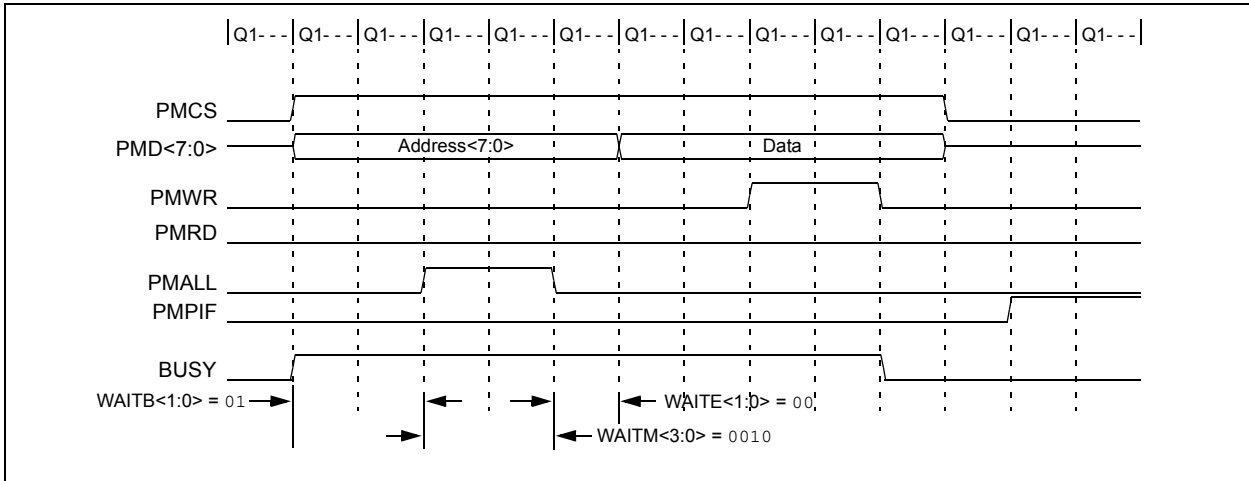 Q1- - - Q1- - - Q1- - - Q1- - - Q1- - - Q1- - - Q1- - - Q1- - - Q1- - - Q1- - - Q1- - - Q1- - - Q1- - - Q1- - -
PMCS
PMD<7:0> Address<7:0> Data
PMWR
PMRD
PMALL
PMPIF
BUSY
WAITB<1:0> = 01 WAITE<1:0> = 00
WAITM<3:0> = 0010